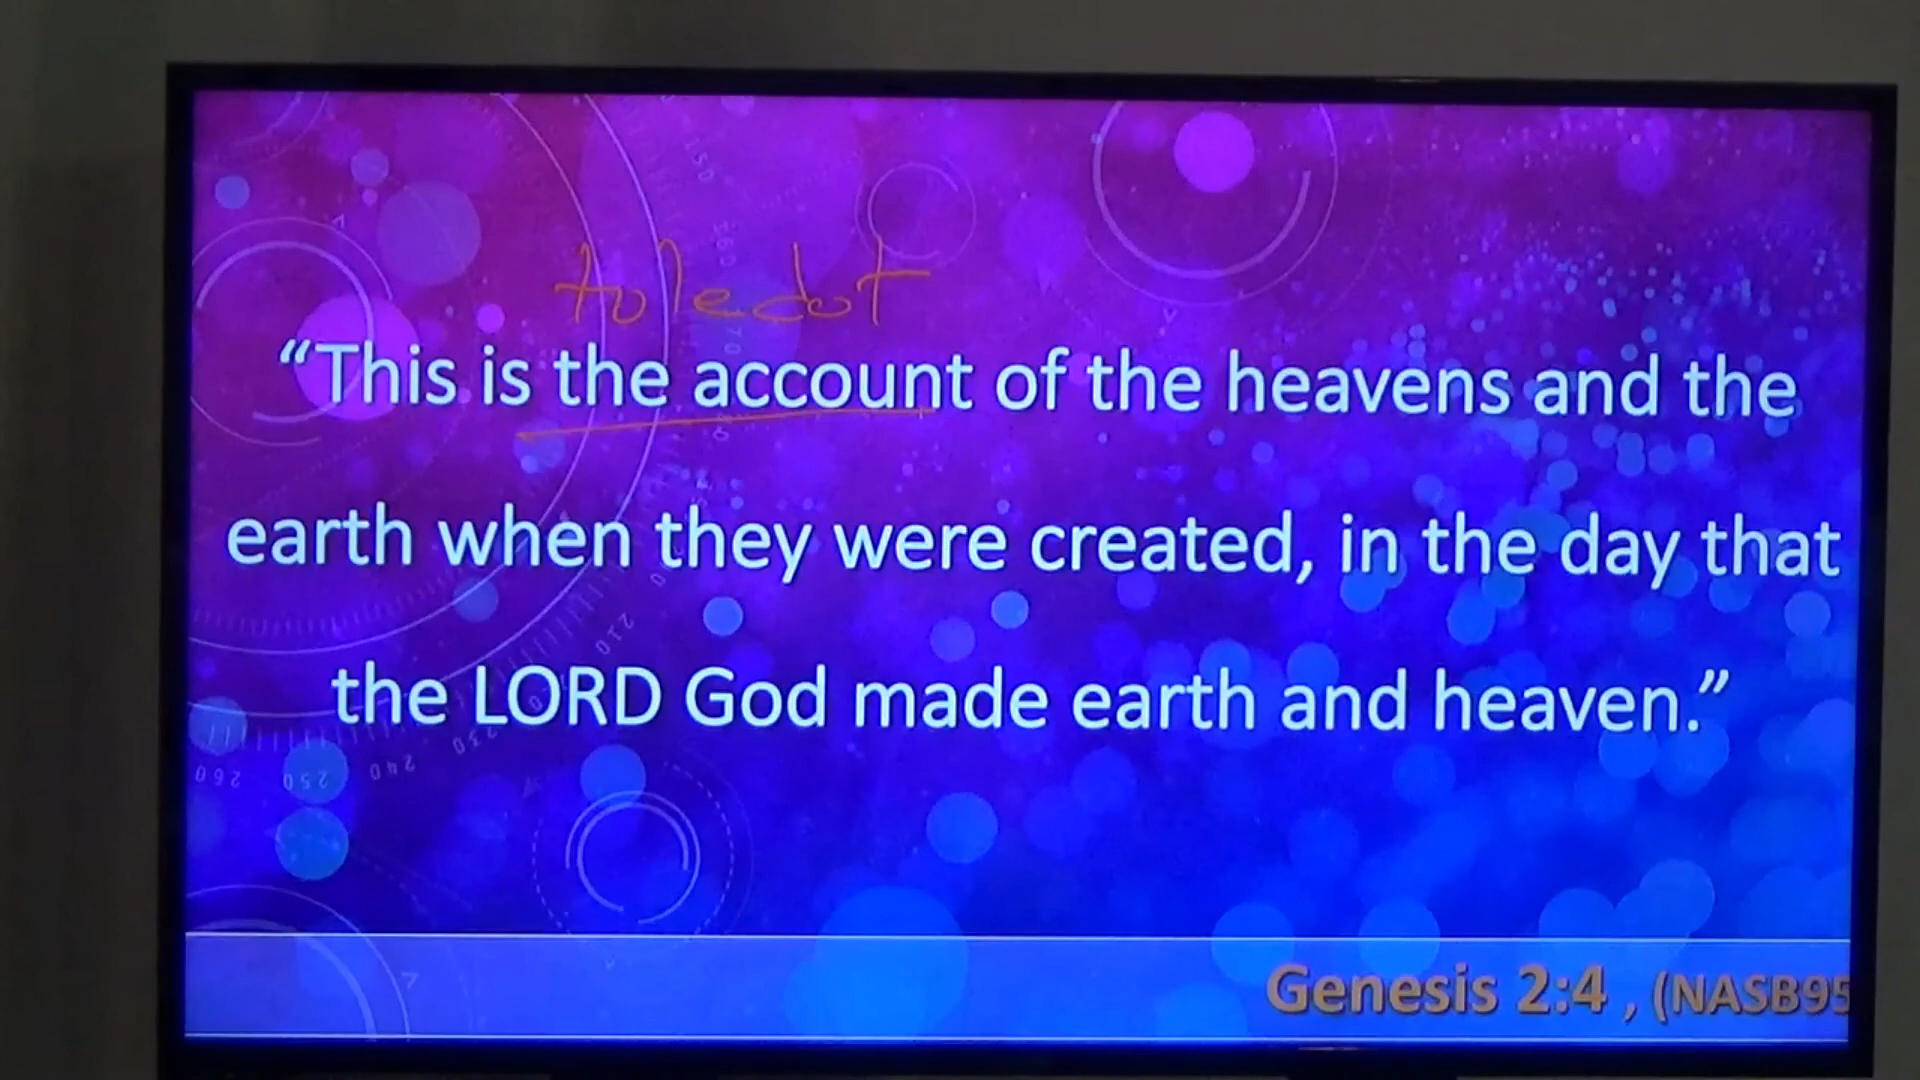 toledot
“This is the account of the heavens and the
earth when they were created, in the day that
the LORD God made earth and heaven.”
Genesis 2:4 , (NASB95